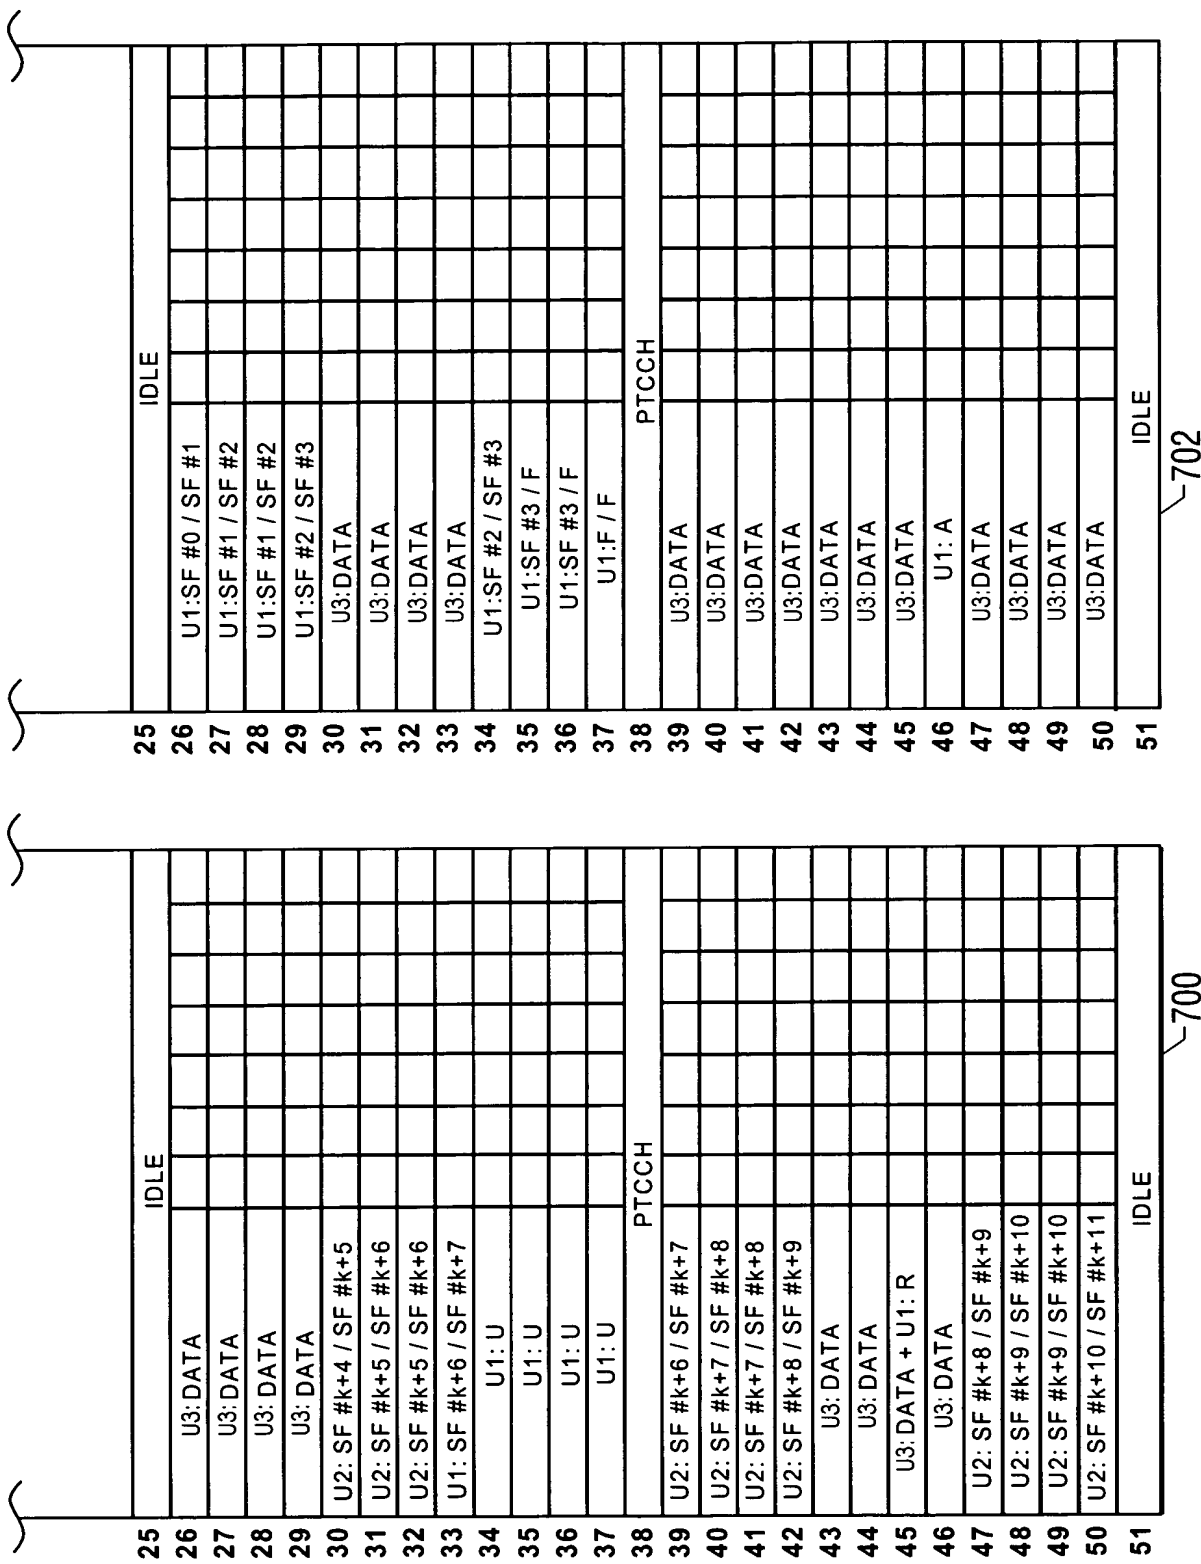 25 IDLE
26 U3: DATA
27 U3: DATA
28 U3: DATA
29 U3: DATA
30 U2: SF #k+4 / SF #k+5
31 U2: SF #k+5 / SF #k+6
32 U2: SF #k+5 / SF #k+6
33 U1: SF #k+6 / SF #k+7
34 U1: U
35 U1: U
36 U1: U
37 U1: U
38 PTCCH
39 U2: SF #k+6 / SF #k+7
40 U2: SF #k+7 / SF #k+8
41 U2: SF #k+7 / SF #k+8
42 U2: SF #k+8 / SF #k+9
43 U3: DATA
44 U3: DATA
45 U3: DATA + U1: R
46 U3: DATA
47 U2: SF #k+8 / SF #k+9
48 U2: SF #k+9 / SF #k+10
49 U2: SF #k+9 / SF #k+10
50 U2: SF #k+10 / SF #k+11
51 IDLE
700
25 IDLE
26 U1:SF #0 / SF #1
27 U1:SF #1 / SF #2
28 U1:SF #1 / SF #2
29 U1:SF #2 / SF #3
30 U3:DATA
31 U3:DATA
32 U3:DATA
33 U3:DATA
34 U1:SF #2 / SF #3
35 U1:SF #3 / F
36 U1:SF #3 / F
37 U1:F / F
38 PTCCH
39 U3:DATA
40 U3:DATA
41 U3:DATA
42 U3:DATA
43 U3:DATA
44 U3:DATA
45 U3:DATA
46 U1: A
47 U3:DATA
48 U3:DATA
49 U3:DATA
50 U3:DATA
51 IDLE
702